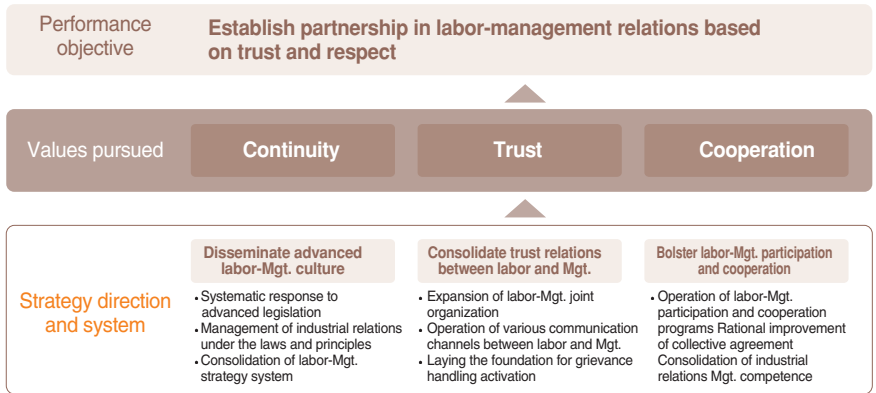 Performance
objective
Establish partnership in labor-management relations based
on trust and respect
Values pursued
Continuity
Trust
Cooperation
Strategy direction
and system
Disseminate advanced
labor-Mgt. culture
• Systematic response to
advanced legislation
• Management of industrial relations
under the laws and principles
• Consolidation of labor-Mgt.
strategy system
Consolidate trust relations
between labor and Mgt.
• Expansion of labor-Mgt. joint
organization
• Operation of various communication
channels between labor and Mgt.
• Laying the foundation for grievance
handling activation
Bolster labor-Mgt. participation
and cooperation
• Operation of labor-Mgt.
participation and cooperation
programs Rational improvement
of collective agreement
Consolidation of industrial
relations Mgt. competence